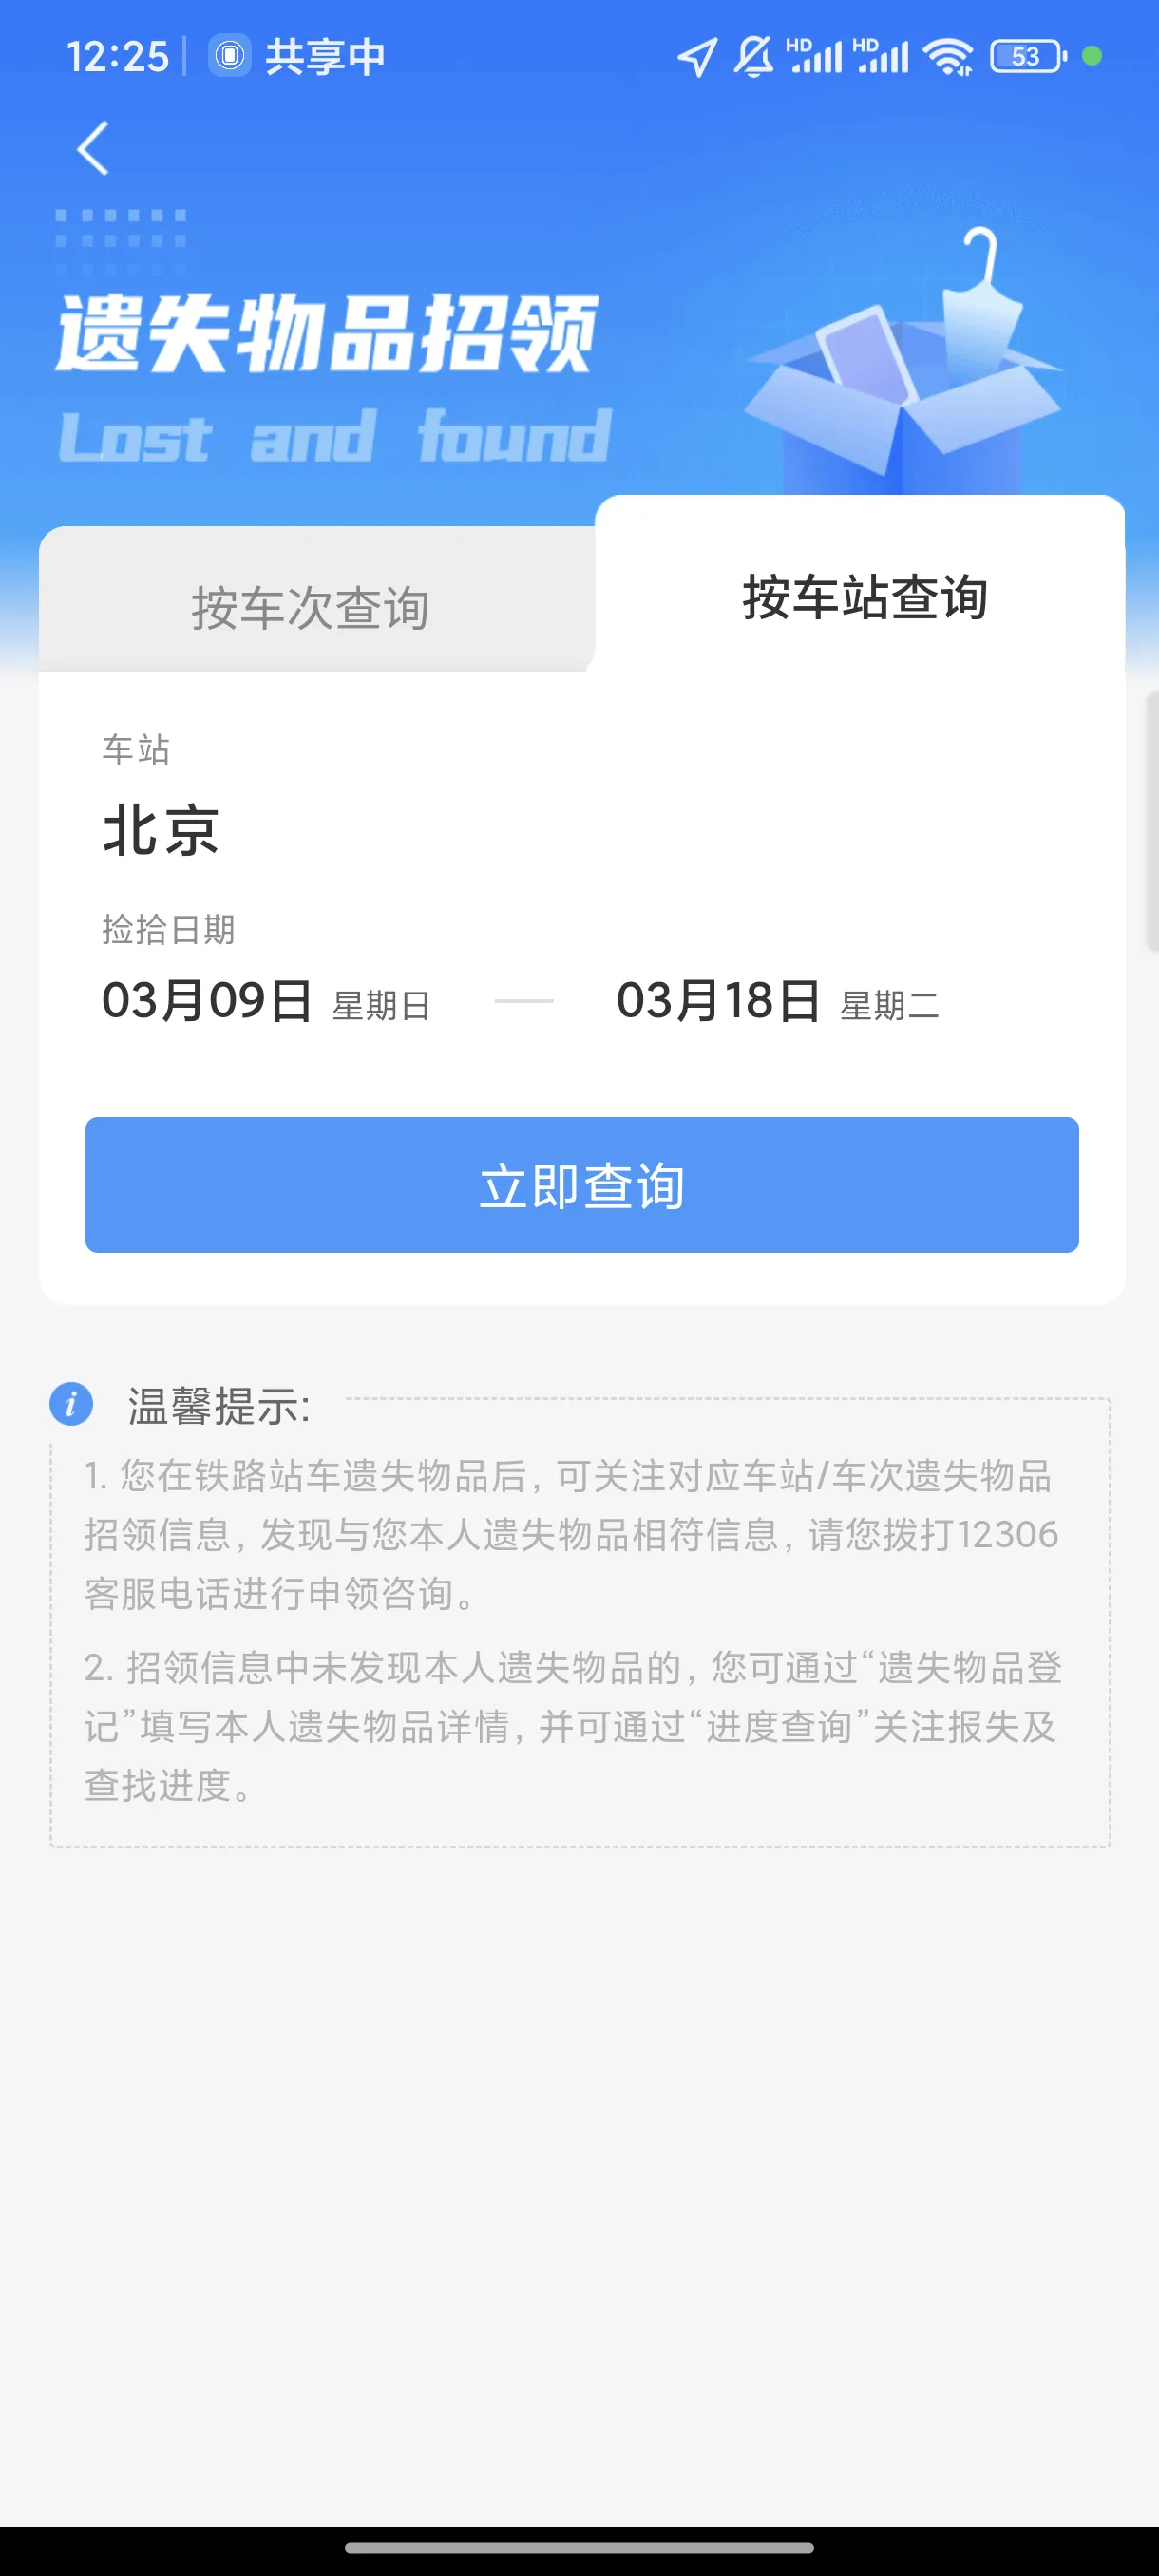 12:25 共享中 HD HD 53
遗失物品招领
Lost and found
按车次查询
按车站查询
车站
北京
捡拾日期
03月09日 星期日 — 03月18日 星期二
立即查询
温馨提示:
1. 您在铁路站车遗失物品后，可关注对应车站/车次遗失物品
招领信息，发现与您本人遗失物品相符信息，请您拨打12306
客服电话进行申领咨询。
2. 招领信息中未发现本人遗失物品的，您可通过“遗失物品登
记”填写本人遗失物品详情，并可通过“进度查询”关注报失及
查找进度。